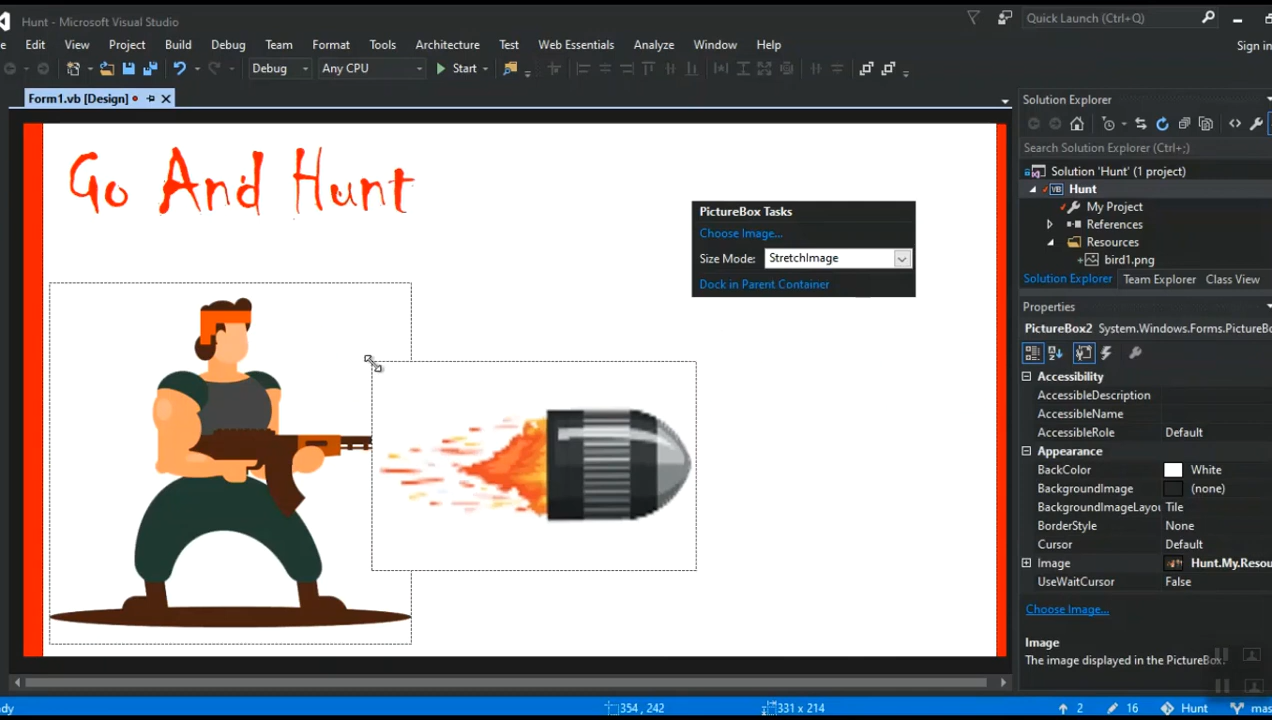 Hunt - Microsoft Visual Studio
Quick Launch (Ctrl+Q)
Edit View Project Build Debug Team Format Tools Architecture Test Web Essentials Analyze Window Help
Sign in
Debug Any CPU Start
Form1.vb [Design]
Go And Hunt
PictureBox Tasks
Choose Image...
Size Mode: StretchImage
Dock in Parent Container
Solution Explorer
Search Solution Explorer (Ctrl+;)
Solution 'Hunt' (1 project)
VB Hunt
My Project
References
Resources
bird1.png
Solution Explorer Team Explorer Class View
Properties
PictureBox2 System.Windows.Forms.PictureBo
Accessibility
AccessibleDescription
AccessibleName
AccessibleRole Default
Appearance
BackColor White
BackgroundImage (none)
BackgroundImageLayou Tile
BorderStyle None
Cursor Default
Image Hunt.My.Resou
UseWaitCursor False
Choose Image...
Image
The image displayed in the PictureBox.
dy 354 , 242 331 x 214 2 16 Hunt mas